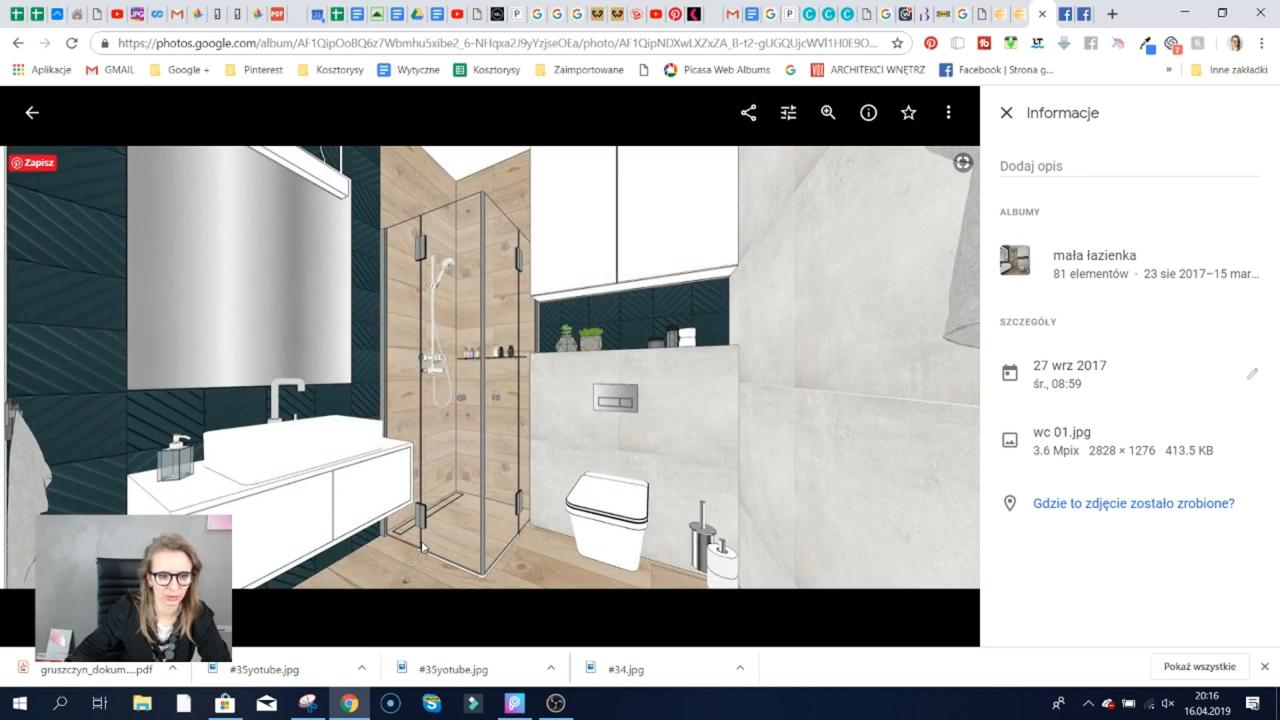 https://photos.google.com/album/AF1QipOoBQ6z7Wbmhu5xibe2_6-NHqxa2J9yYzjseOEa/photo/AF1QipNDXwLXZxZA_B-t2-gUGQUjcWVl1H0E9O...
Aplikacje
GMAIL
Google +
Pinterest
Kosztorysy
Wytyczne
Kosztorysy
Zaimportowane
Picasa Web Albums
ARCHITEKCI WNĘTRZ
Facebook | Strona g...
»
Inne zakładki
Zapisz
Informacje
Dodaj opis
ALBUMY
mała łazienka
81 elementów · 23 sie 2017–15 mar...
SZCZEGÓŁY
27 wrz 2017
śr., 08:59
wc 01.jpg
3.6 Mpix 2828 × 1276 413.5 KB
Gdzie to zdjęcie zostało zrobione?
gruszczyn_dokum....pdf
#35yotube.jpg
#35yotube.jpg
#34.jpg
Pokaż wszystkie
20:16
16.04.2019